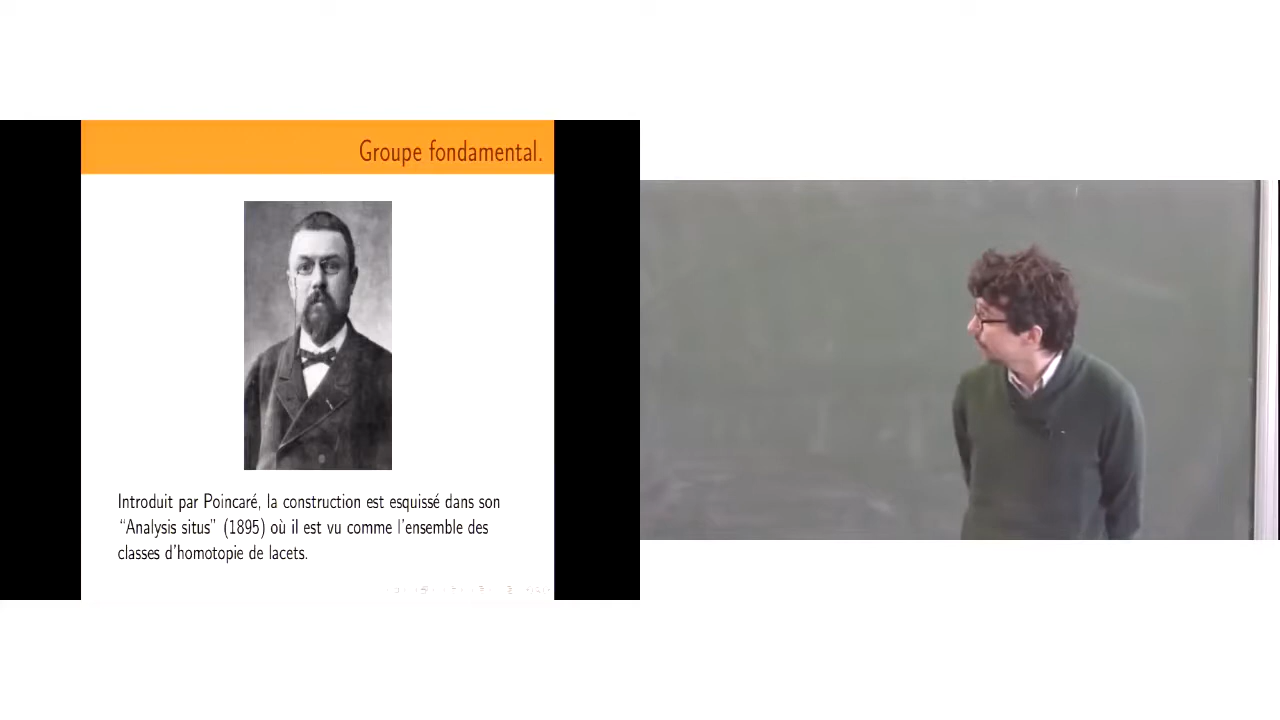 Groupe fondamental.
Introduit par Poincaré, la construction est esquissé dans son
“Analysis situs” (1895) où il est vu comme l'ensemble des
classes d'homotopie de lacets.